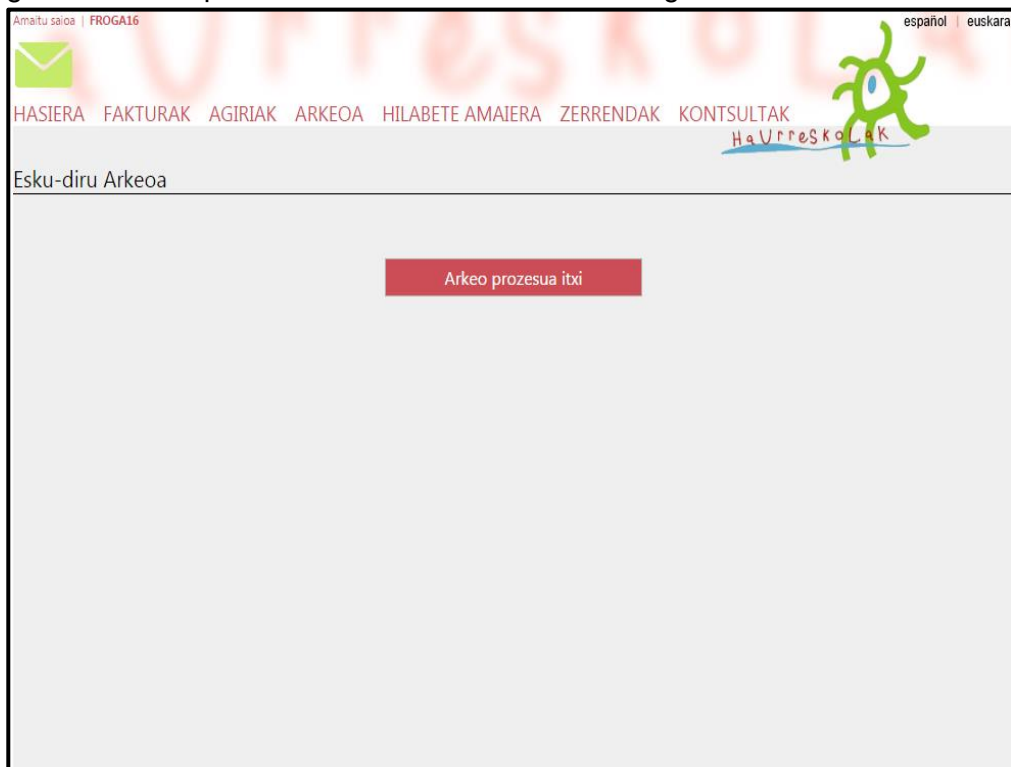 Amaitu saioa | FROGA16
español | euskara
HASIERA FAKTURAK AGIRIAK ARKEOA HILABETE AMAIERA ZERRENDAK KONTSULTAK
HaUrresKoLaK
Esku-diru Arkeoa
Arkeo prozesua itxi